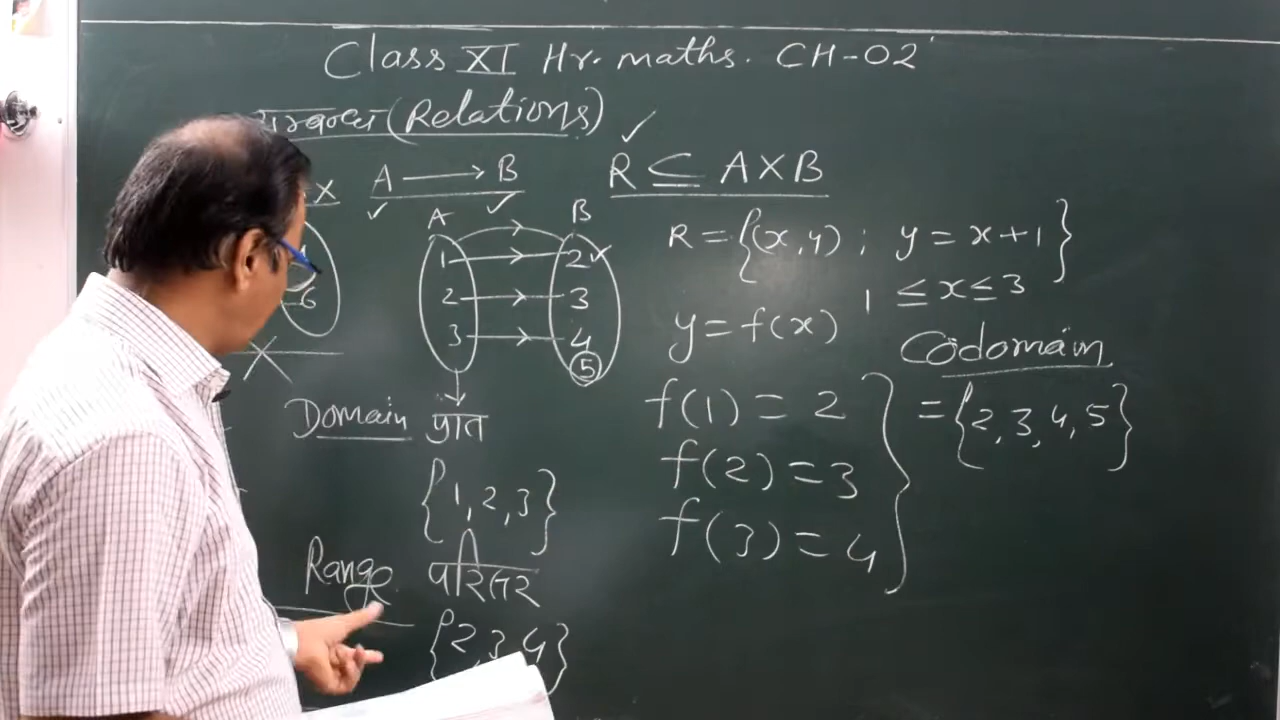 Class XI Hr. maths. CH-02
(Relations) ✓
x A → B R ⊆ A X B
✓ ✓
A B
1 2 ✓
2 3
3 4
5
6
R = {(x, y) ; y = x + 1}
1 ≤ x ≤ 3
y = f(x)
Codomain
= {2, 3, 4, 5}
f(1) = 2
f(2) = 3
f(3) = 4
Domain प्रांत
{1, 2, 3}
Range परिसर
{2, 3, 4}